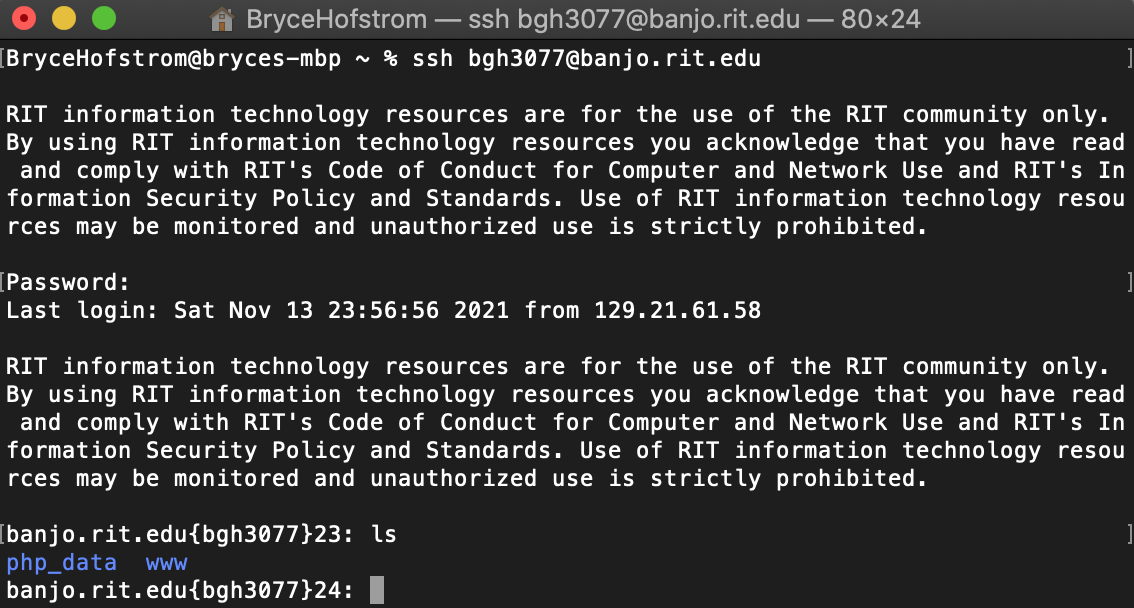 BryceHofstrom — ssh bgh3077@banjo.rit.edu — 80×24
[BryceHofstrom@bryces-mbp ~ % ssh bgh3077@banjo.rit.edu ]
RIT information technology resources are for the use of the RIT community only.
By using RIT information technology resources you acknowledge that you have read
 and comply with RIT's Code of Conduct for Computer and Network Use and RIT's In
formation Security Policy and Standards. Use of RIT information technology resou
rces may be monitored and unauthorized use is strictly prohibited.
[Password: ]
Last login: Sat Nov 13 23:56:56 2021 from 129.21.61.58
RIT information technology resources are for the use of the RIT community only.
By using RIT information technology resources you acknowledge that you have read
 and comply with RIT's Code of Conduct for Computer and Network Use and RIT's In
formation Security Policy and Standards. Use of RIT information technology resou
rces may be monitored and unauthorized use is strictly prohibited.
[banjo.rit.edu{bgh3077}23: ls ]
php_data  www
banjo.rit.edu{bgh3077}24: